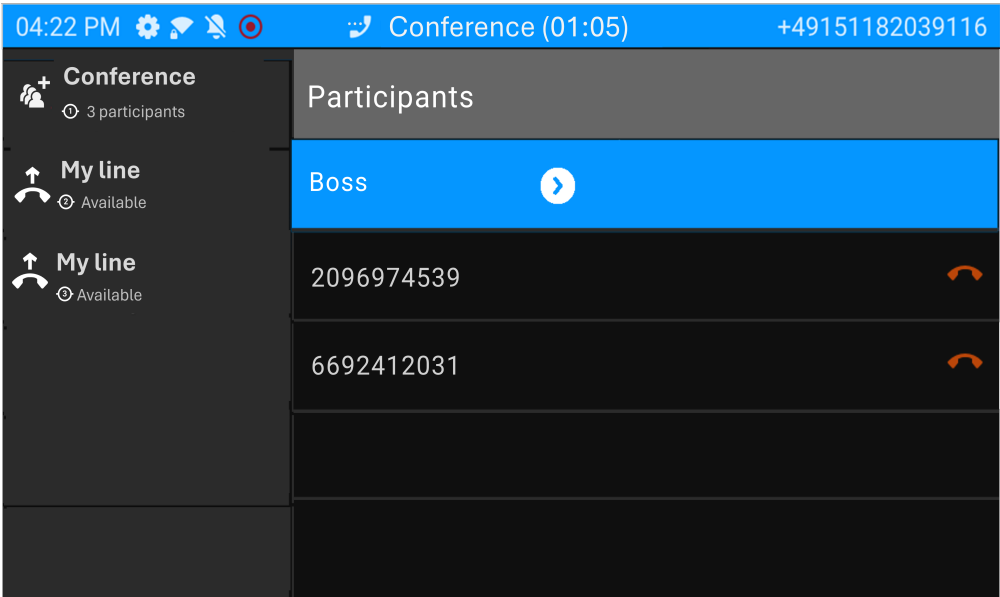 04:22 PM Conference (01:05) +49151182039116
Conference
1 3 participants
My line
2 Available
My line
3 Available
Participants
Boss
2096974539
6692412031